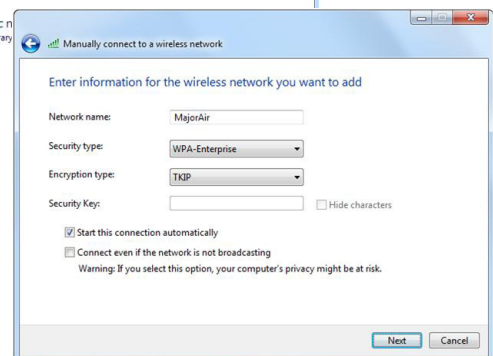 Manually connect to a wireless network
Enter information for the wireless network you want to add
Network name:
MajorAir
Security type:
WPA-Enterprise
Encryption type:
TKIP
Security Key:
Hide characters
Start this connection automatically
Connect even if the network is not broadcasting
Warning: If you select this option, your computer's privacy might be at risk.
Next
Cancel